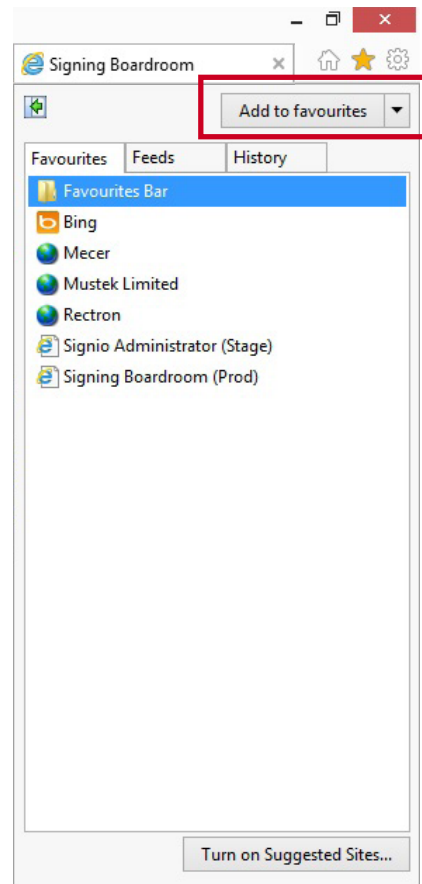 Signing Boardroom
Add to favourites
Favourites Feeds History
Favourites Bar
Bing
Mecer
Mustek Limited
Rectron
Signio Administrator (Stage)
Signing Boardroom (Prod)
Turn on Suggested Sites...